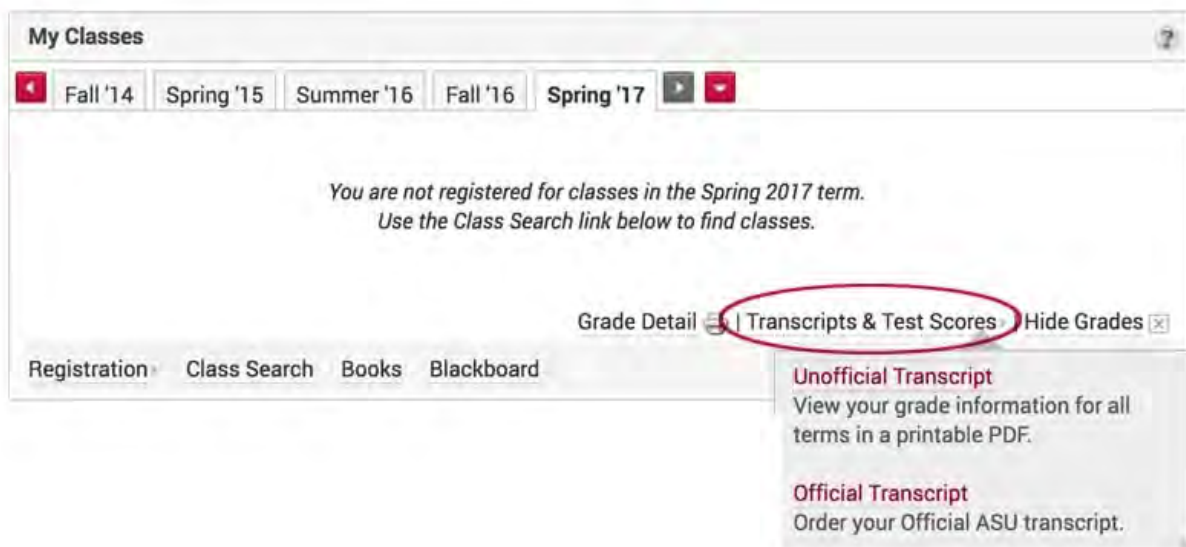 My Classes ?
Fall '14 Spring '15 Summer '16 Fall '16 Spring '17
You are not registered for classes in the Spring 2017 term.
Use the Class Search link below to find classes.
Grade Detail | Transcripts & Test Scores | Hide Grades
Registration Class Search Books Blackboard
Unofficial Transcript
View your grade information for all
terms in a printable PDF.
Official Transcript
Order your Official ASU transcript.